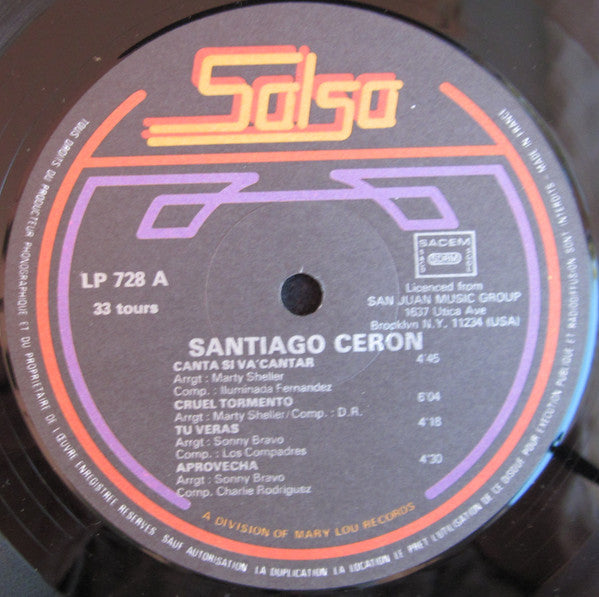 Salsa
LP 728 A
33 tours
SACEM
SACD SDRM SCAM
Licenced from
SAN JUAN MUSIC GROUP
1637 Utica Ave
Brooklyn N.Y. 11234 (USA)
SANTIAGO CERON
CANTA SI VA'CANTAR 4'45
Arrgt : Marty Sheller
Comp. : Iluminada Fernandez
CRUEL TORMENTO 6'04
Arrgt : Marty Sheller/Comp. : D.R.
TU VERAS 4'18
Arrgt : Sonny Bravo
Comp. : Los Compadres
APROVECHA 4'30
Arrgt : Sonny Bravo
Comp. Charlie Rodriguez
A DIVISION OF MARY LOU RECORDS
TOUS DROITS DU PRODUCTEUR PHONOGRAPHIQUE ET DU PROPRIETAIRE DE L'ŒUVRE ENREGISTREE RESERVES. SAUF AUTORISATION LA DUPLICATION LA LOCATION LE PRET L'UTILISATION DE CE DISQUE POUR EXECUTION PUBLIQUE ET RADIODIFFUSION SONT INTERDITS - MADE IN FRANCE